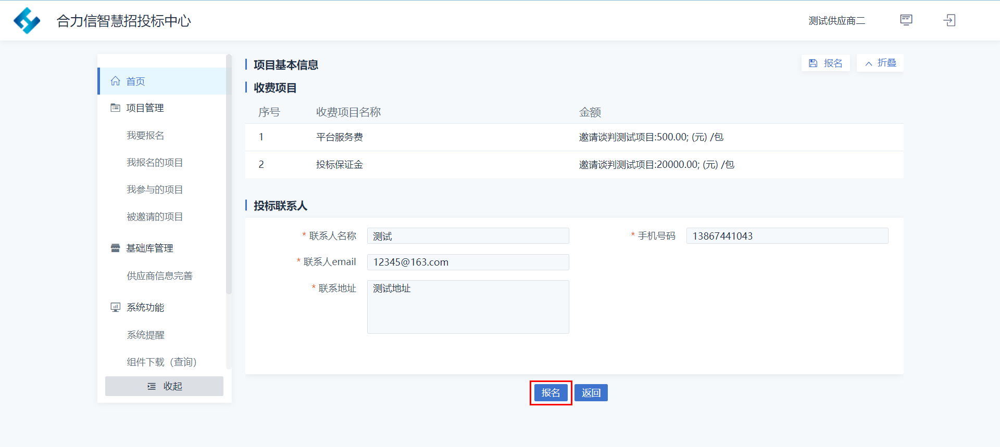 合力信智慧招投标中心
测试供应商二
首页
项目管理
我要报名
我报名的项目
我参与的项目
被邀请的项目
基础库管理
供应商信息完善
系统功能
系统提醒
组件下载（查询）
收起
项目基本信息
报名
折叠
收费项目
序号 收费项目名称 金额
1 平台服务费 邀请谈判测试项目:500.00; (元) /包
2 投标保证金 邀请谈判测试项目:20000.00; (元) /包
投标联系人
* 联系人名称 测试 * 手机号码 13867441043
* 联系人email 12345@163.com
* 联系地址 测试地址
报名 返回